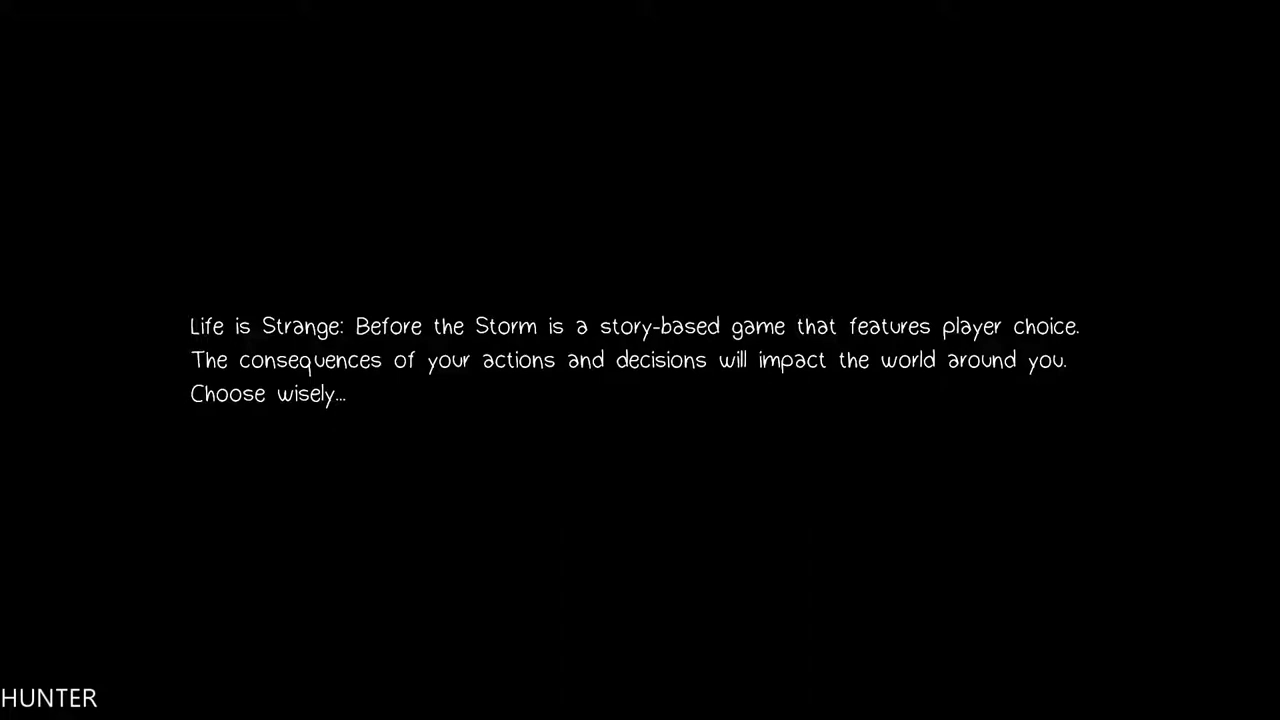 Life is Strange: Before the Storm is a story-based game that features player choice.
The consequences of your actions and decisions will impact the world around you.
Choose wisely...
HUNTER